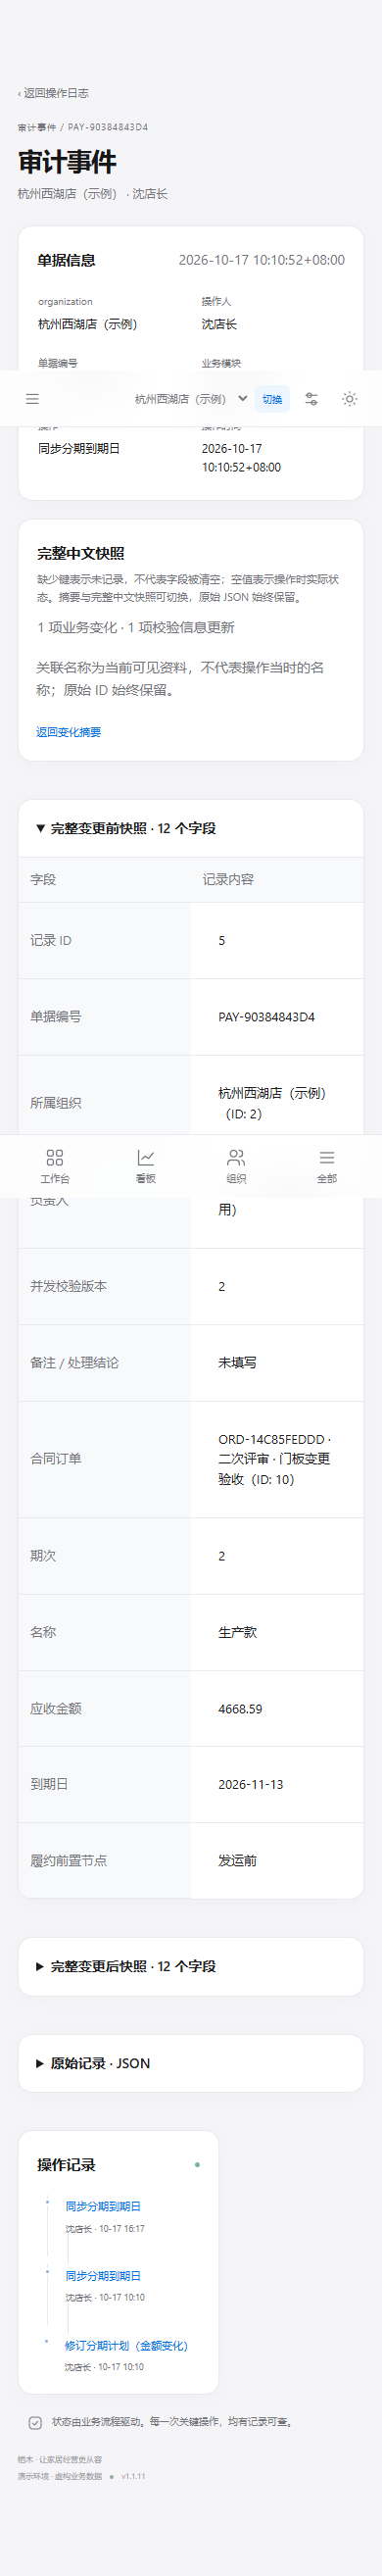 ‹ 返回操作日志
审计事件 / PAY-90384843D4
审计事件
杭州西湖店（示例） · 沈店长
单据信息
2026-10-17 10:10:52+08:00
organization
操作人
杭州西湖店（示例）
沈店长
单据编号
业务模块
杭州西湖店（示例）
切换
同步分期到期日
2026-10-17
10:10:52+08:00
完整中文快照
缺少键表示未记录，不代表字段被清空；空值表示操作时实际状
态。摘要与完整中文快照可切换，原始 JSON 始终保留。
1 项业务变化 · 1 项校验信息更新
关联名称为当前可见资料，不代表操作当时的名
称；原始 ID 始终保留。
返回变化摘要
▼ 完整变更前快照 · 12 个字段
字段
记录内容
记录 ID
5
单据编号
PAY-90384843D4
所属组织
杭州西湖店（示例）
（ID: 2）
工作台
看板
组织
全部
负责人
用）
并发校验版本
2
备注 / 处理结论
未填写
合同订单
ORD-14C85FEDDD ·
二次评审 · 门板变更
验收（ID: 10）
期次
2
名称
生产款
应收金额
4668.59
到期日
2026-11-13
履约前置节点
发运前
▶ 完整变更后快照 · 12 个字段
▶ 原始记录 · JSON
操作记录
同步分期到期日
沈店长 · 10-17 16:17
同步分期到期日
沈店长 · 10-17 10:10
修订分期计划（金额变化）
沈店长 · 10-17 10:10
状态由业务流程驱动。每一次关键操作，均有记录可查。
栖木 · 让家居经营更从容
演示环境 · 虚构业务数据 · v1.1.11